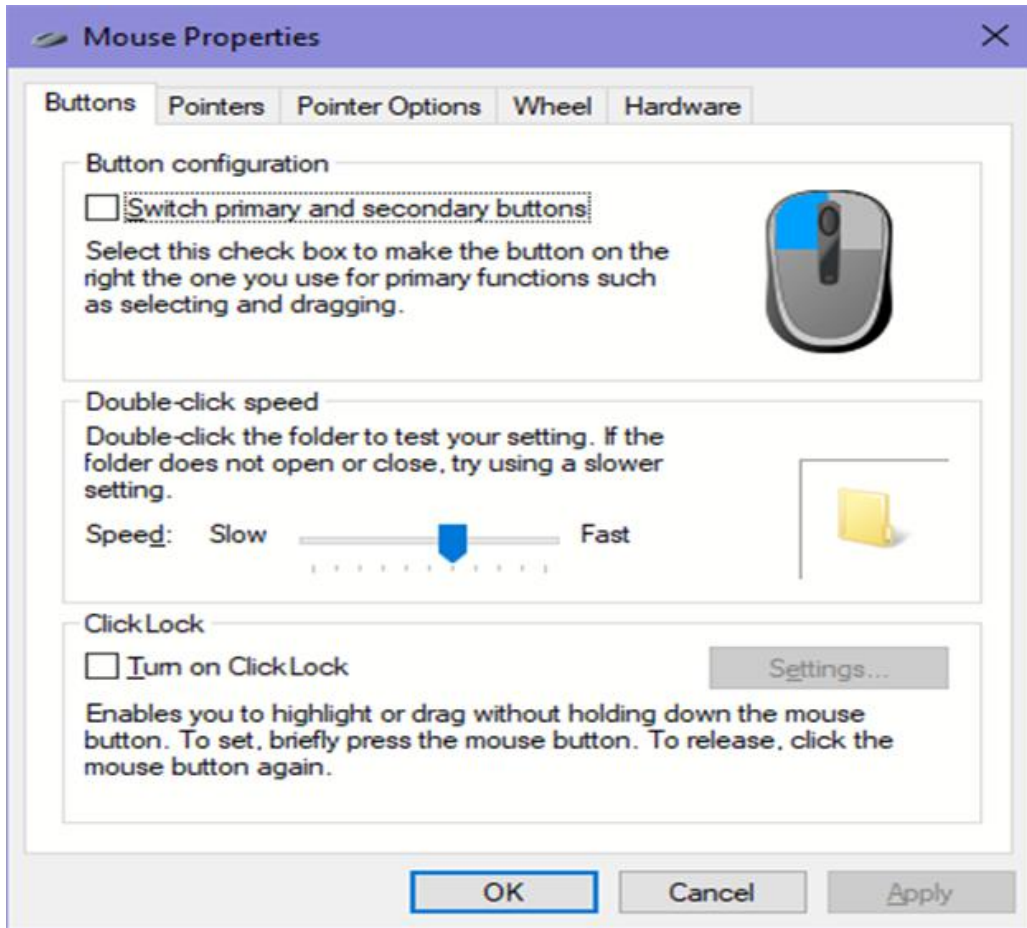 Mouse Properties
Buttons Pointers Pointer Options Wheel Hardware
Button configuration
Switch primary and secondary buttons
Select this check box to make the button on the
right the one you use for primary functions such
as selecting and dragging.
Double-click speed
Double-click the folder to test your setting. If the
folder does not open or close, try using a slower
setting.
Speed: Slow Fast
ClickLock
Turn on ClickLock Settings...
Enables you to highlight or drag without holding down the mouse
button. To set, briefly press the mouse button. To release, click the
mouse button again.
OK Cancel Apply